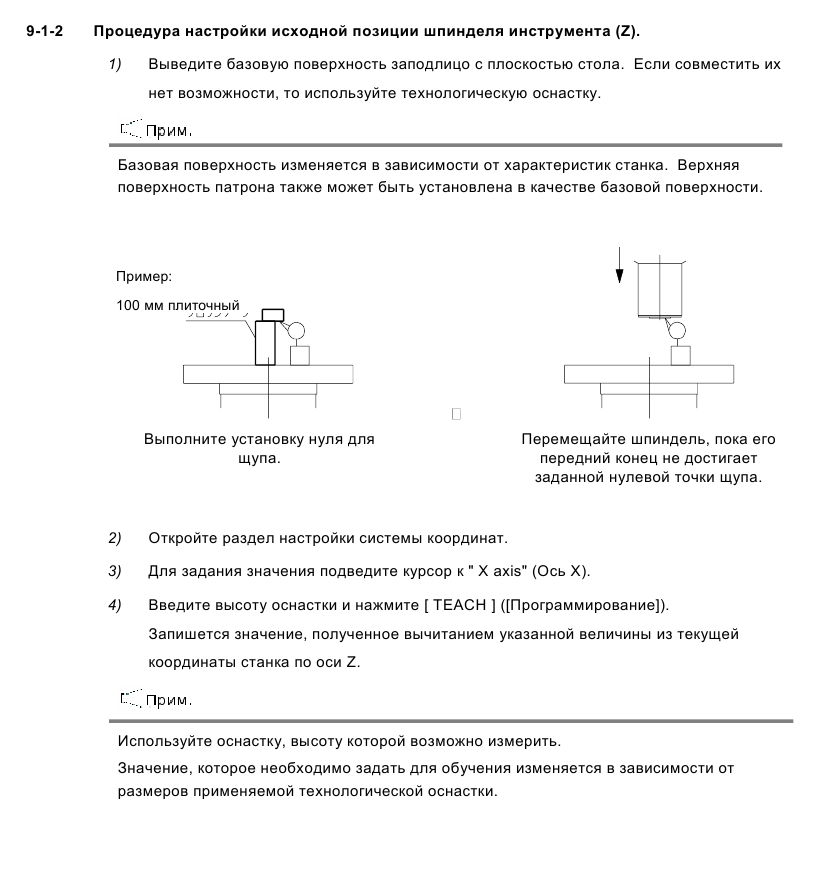 9-1-2 Процедура настройки исходной позиции шпинделя инструмента (Z).
1) Выведите базовую поверхность заподлицо с плоскостью стола. Если совместить их
нет возможности, то используйте технологическую оснастку.
Прим.
Базовая поверхность изменяется в зависимости от характеристик станка. Верхняя
поверхность патрона также может быть установлена в качестве базовой поверхности.
Пример:
100 мм плиточный
Выполните установку нуля для
щупа.
Перемещайте шпиндель, пока его
передний конец не достигает
заданной нулевой точки щупа.
2) Откройте раздел настройки системы координат.
3) Для задания значения подведите курсор к " X axis" (Ось X).
4) Введите высоту оснастки и нажмите [ TEACH ] ([Программирование]).
Запишется значение, полученное вычитанием указанной величины из текущей
координаты станка по оси Z.
Прим.
Используйте оснастку, высоту которой возможно измерить.
Значение, которое необходимо задать для обучения изменяется в зависимости от
размеров применяемой технологической оснастки.